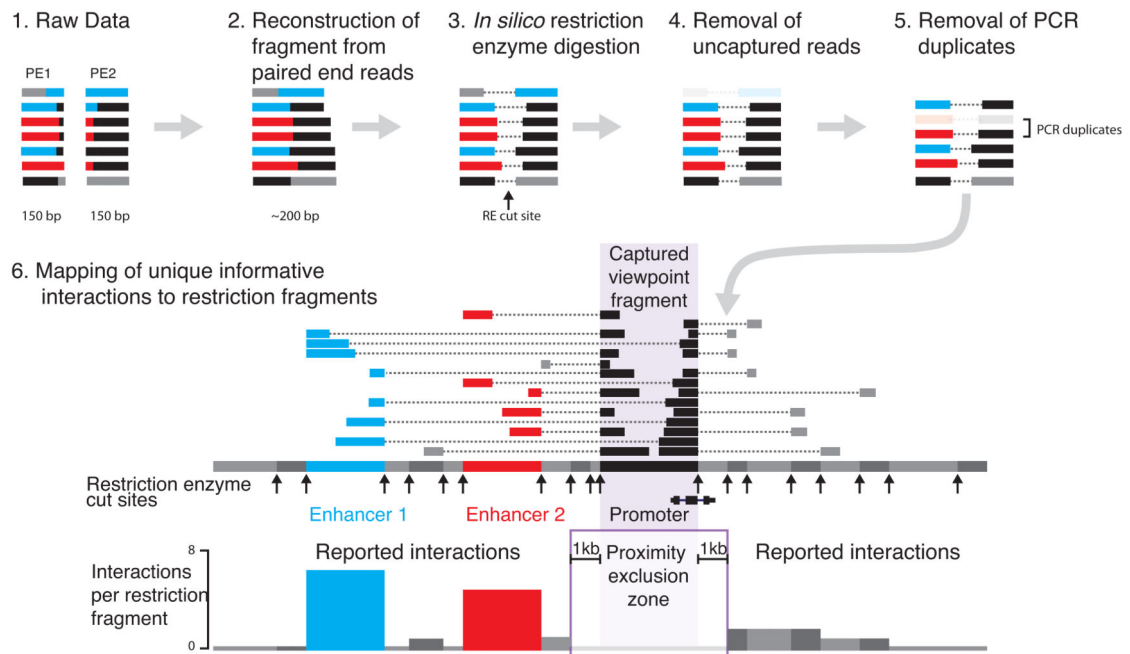 1. Raw Data
2. Reconstruction of
fragment from
paired end reads
3. In silico restriction
enzyme digestion
4. Removal of
uncaptured reads
5. Removal of PCR
duplicates
PE1
PE2
PCR duplicates
150 bp
150 bp
~200 bp
RE cut site
6. Mapping of unique informative
interactions to restriction fragments
Captured
viewpoint
fragment
Restriction enzyme
cut sites
Enhancer 1
Enhancer 2
Promoter
8
Interactions
per restriction
fragment
0
Reported interactions
1kb
Proximity
exclusion
zone
1kb
Reported interactions